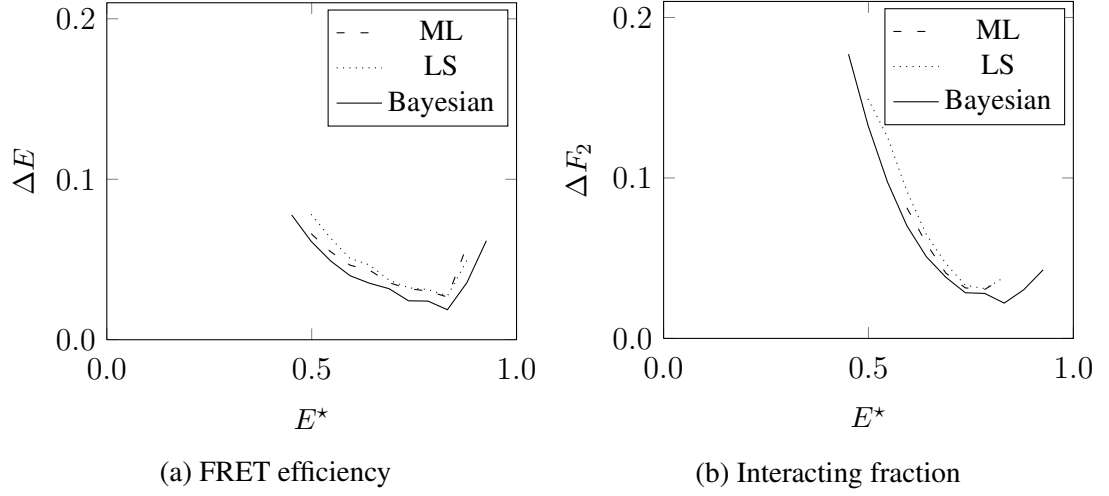 0.2
0.1
0.0
0.0
0.5
1.0
ΔE
E⋆
ML
LS
Bayesian
(a) FRET efficiency
0.2
0.1
0.0
0.0
0.5
1.0
ΔF₂
E⋆
ML
LS
Bayesian
(b) Interacting fraction